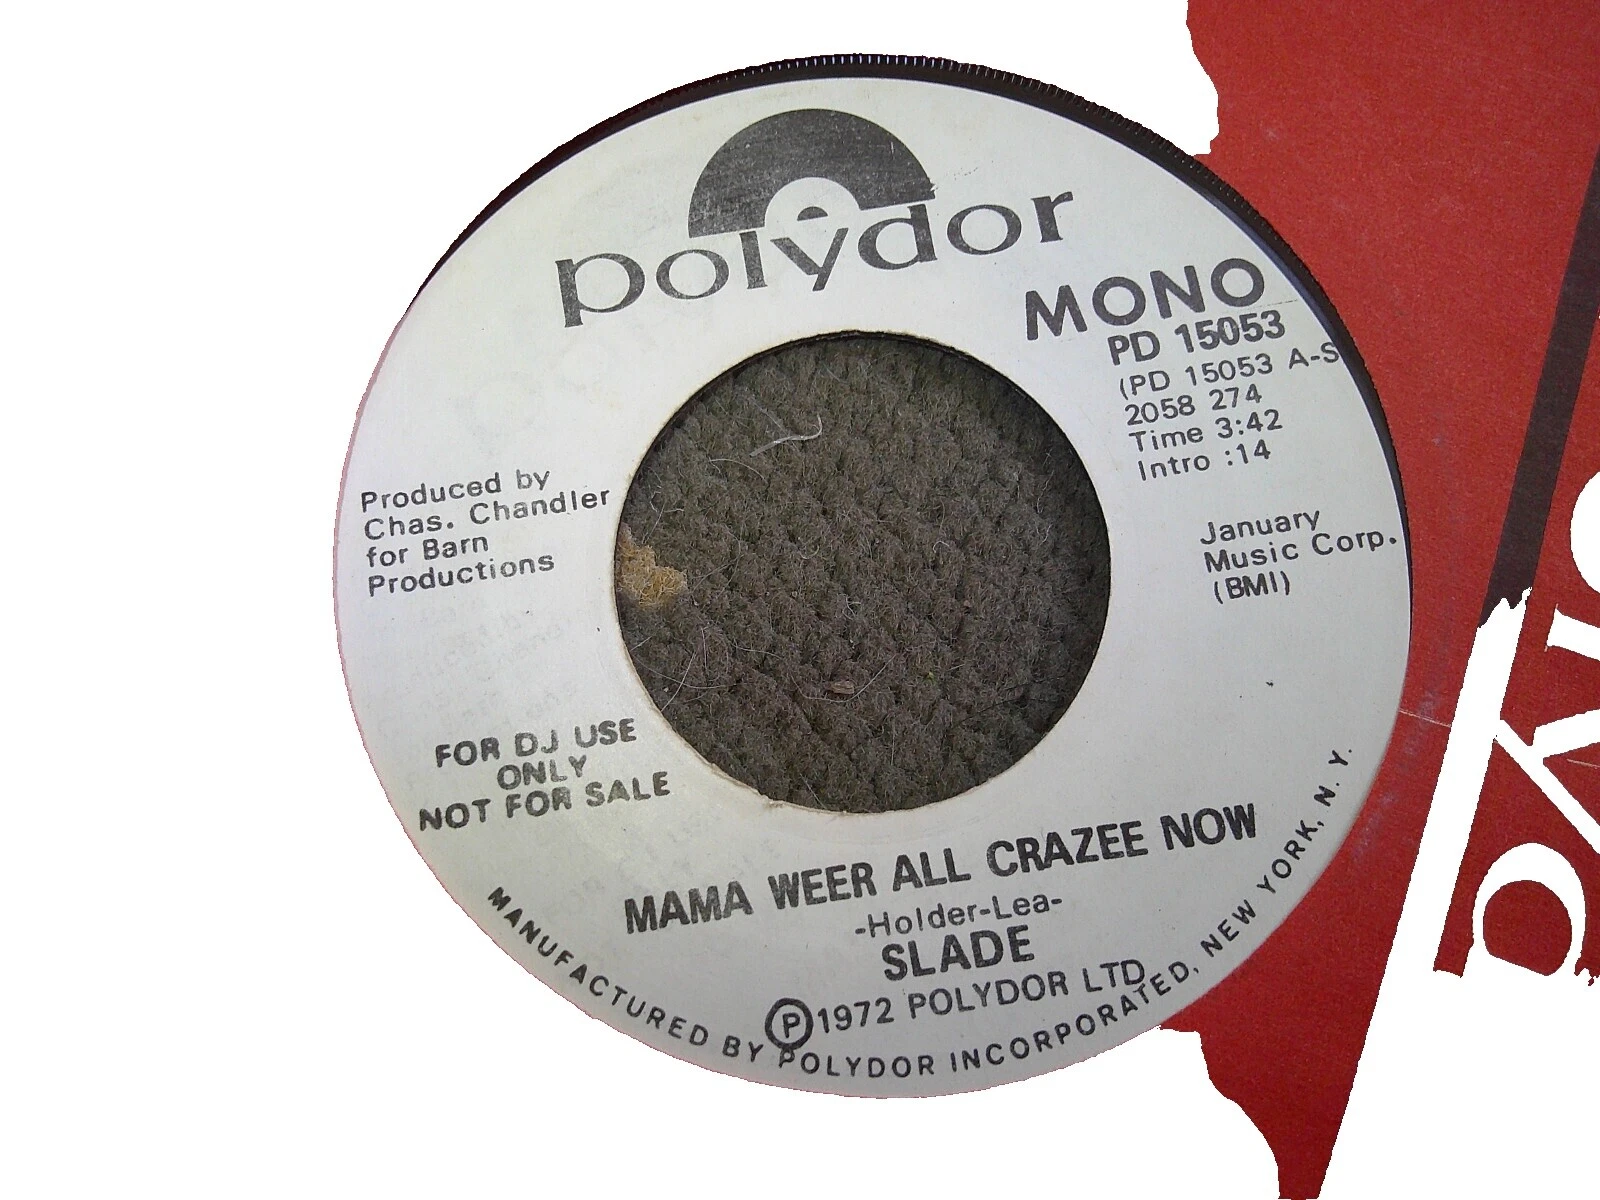 polydor
MONO
PD 15053
(PD 15053 A-S
2058 274
Time 3:42
Intro :14
Produced by
Chas. Chandler
for Barn
Productions
January
Music Corp.
(BMI)
FOR DJ USE
ONLY
NOT FOR SALE
MAMA WEER ALL CRAZEE NOW
-Holder-Lea-
SLADE
Ⓟ1972 POLYDOR LTD.
MANUFACTURED BY POLYDOR INCORPORATED, NEW YORK, N. Y.